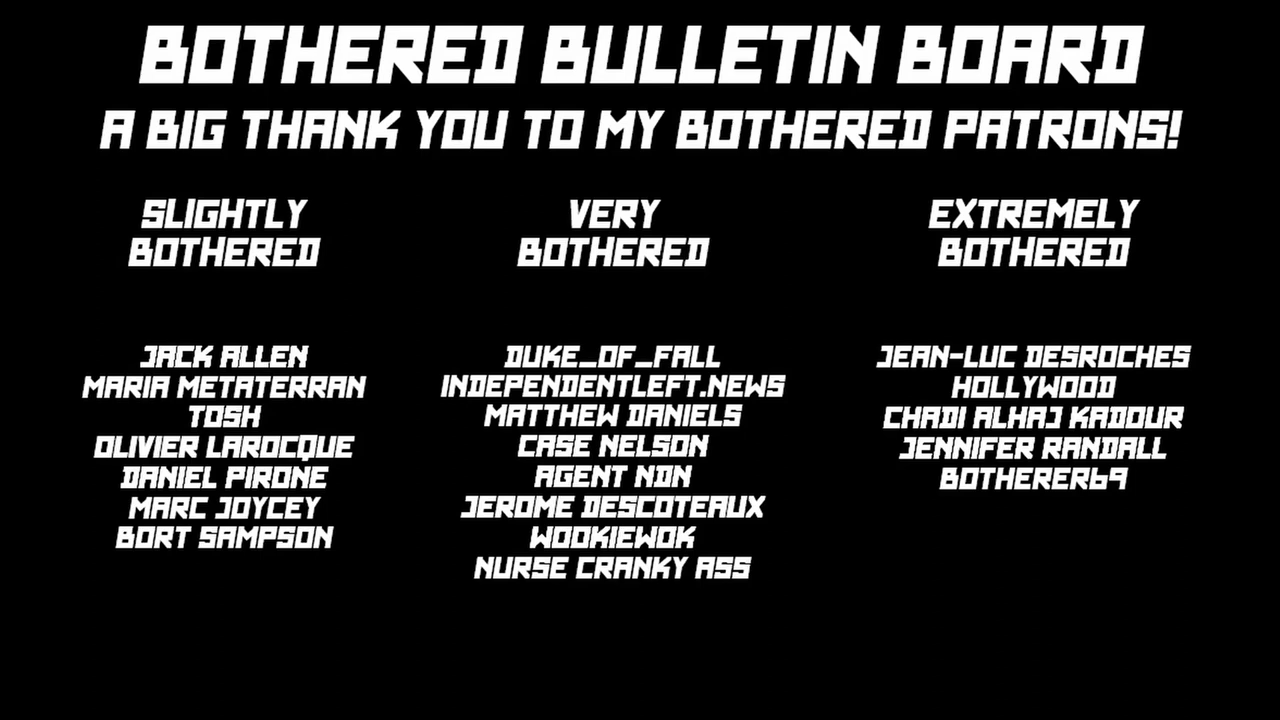 BOTHERED BULLETIN BOARD
A BIG THANK YOU TO MY BOTHERED PATRONS!
SLIGHTLY
BOTHERED
JACK ALLEN
MARIA METATERRAN
TOSH
OLIVIER LAROCQUE
DANIEL PIRONE
MARC JOYCEY
BORT SAMPSON
VERY
BOTHERED
DUKE_OF_FALL
INDEPENDENTLEFT.NEWS
MATTHEW DANIELS
CASE NELSON
AGENT NDN
JEROME DESCOTEAUX
WOOKIEWOK
NURSE CRANKY ASS
EXTREMELY
BOTHERED
JEAN-LUC DESROCHES
HOLLYWOOD
CHADI ALHAJ KADOUR
JENNIFER RANDALL
BOTHERER69